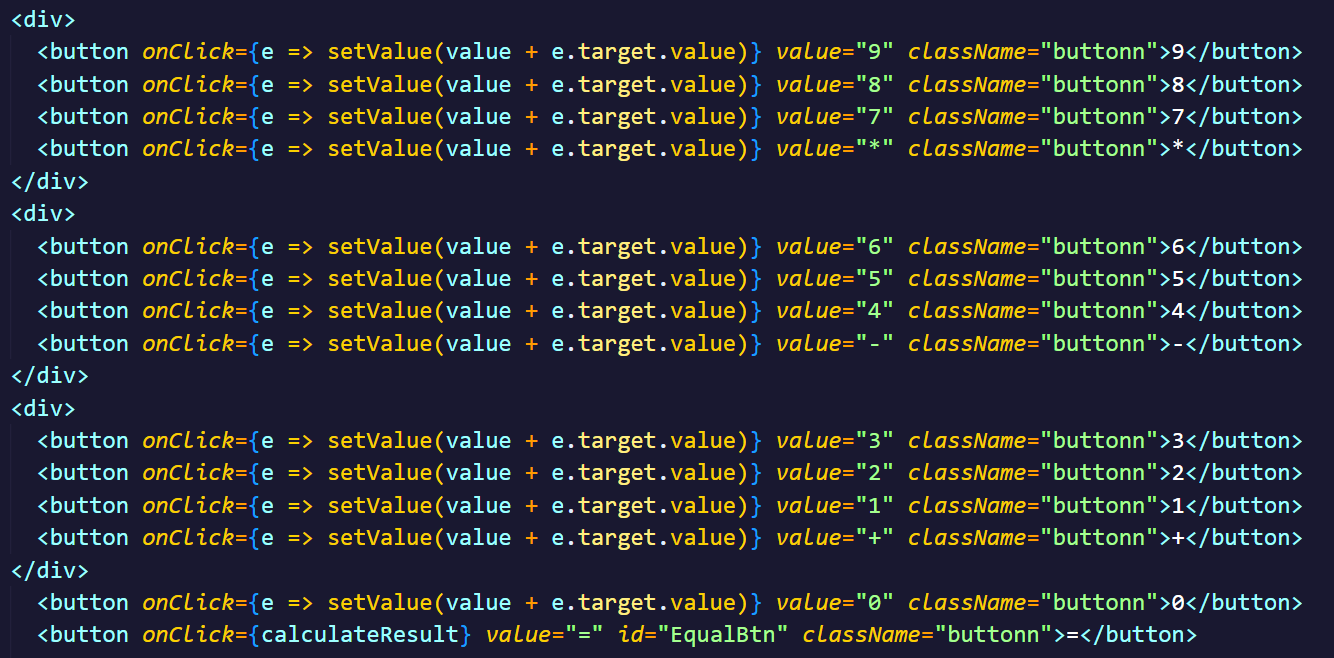 <div>
  <button onClick={e => setValue(value + e.target.value)} value="9" className="buttonn">9</button>
  <button onClick={e => setValue(value + e.target.value)} value="8" className="buttonn">8</button>
  <button onClick={e => setValue(value + e.target.value)} value="7" className="buttonn">7</button>
  <button onClick={e => setValue(value + e.target.value)} value="*" className="buttonn">*</button>
</div>
<div>
  <button onClick={e => setValue(value + e.target.value)} value="6" className="buttonn">6</button>
  <button onClick={e => setValue(value + e.target.value)} value="5" className="buttonn">5</button>
  <button onClick={e => setValue(value + e.target.value)} value="4" className="buttonn">4</button>
  <button onClick={e => setValue(value + e.target.value)} value="-" className="buttonn">-</button>
</div>
<div>
  <button onClick={e => setValue(value + e.target.value)} value="3" className="buttonn">3</button>
  <button onClick={e => setValue(value + e.target.value)} value="2" className="buttonn">2</button>
  <button onClick={e => setValue(value + e.target.value)} value="1" className="buttonn">1</button>
  <button onClick={e => setValue(value + e.target.value)} value="+" className="buttonn">+</button>
</div>
  <button onClick={e => setValue(value + e.target.value)} value="0" className="buttonn">0</button>
  <button onClick={calculateResult} value="=" id="EqualBtn" className="buttonn">=</button>